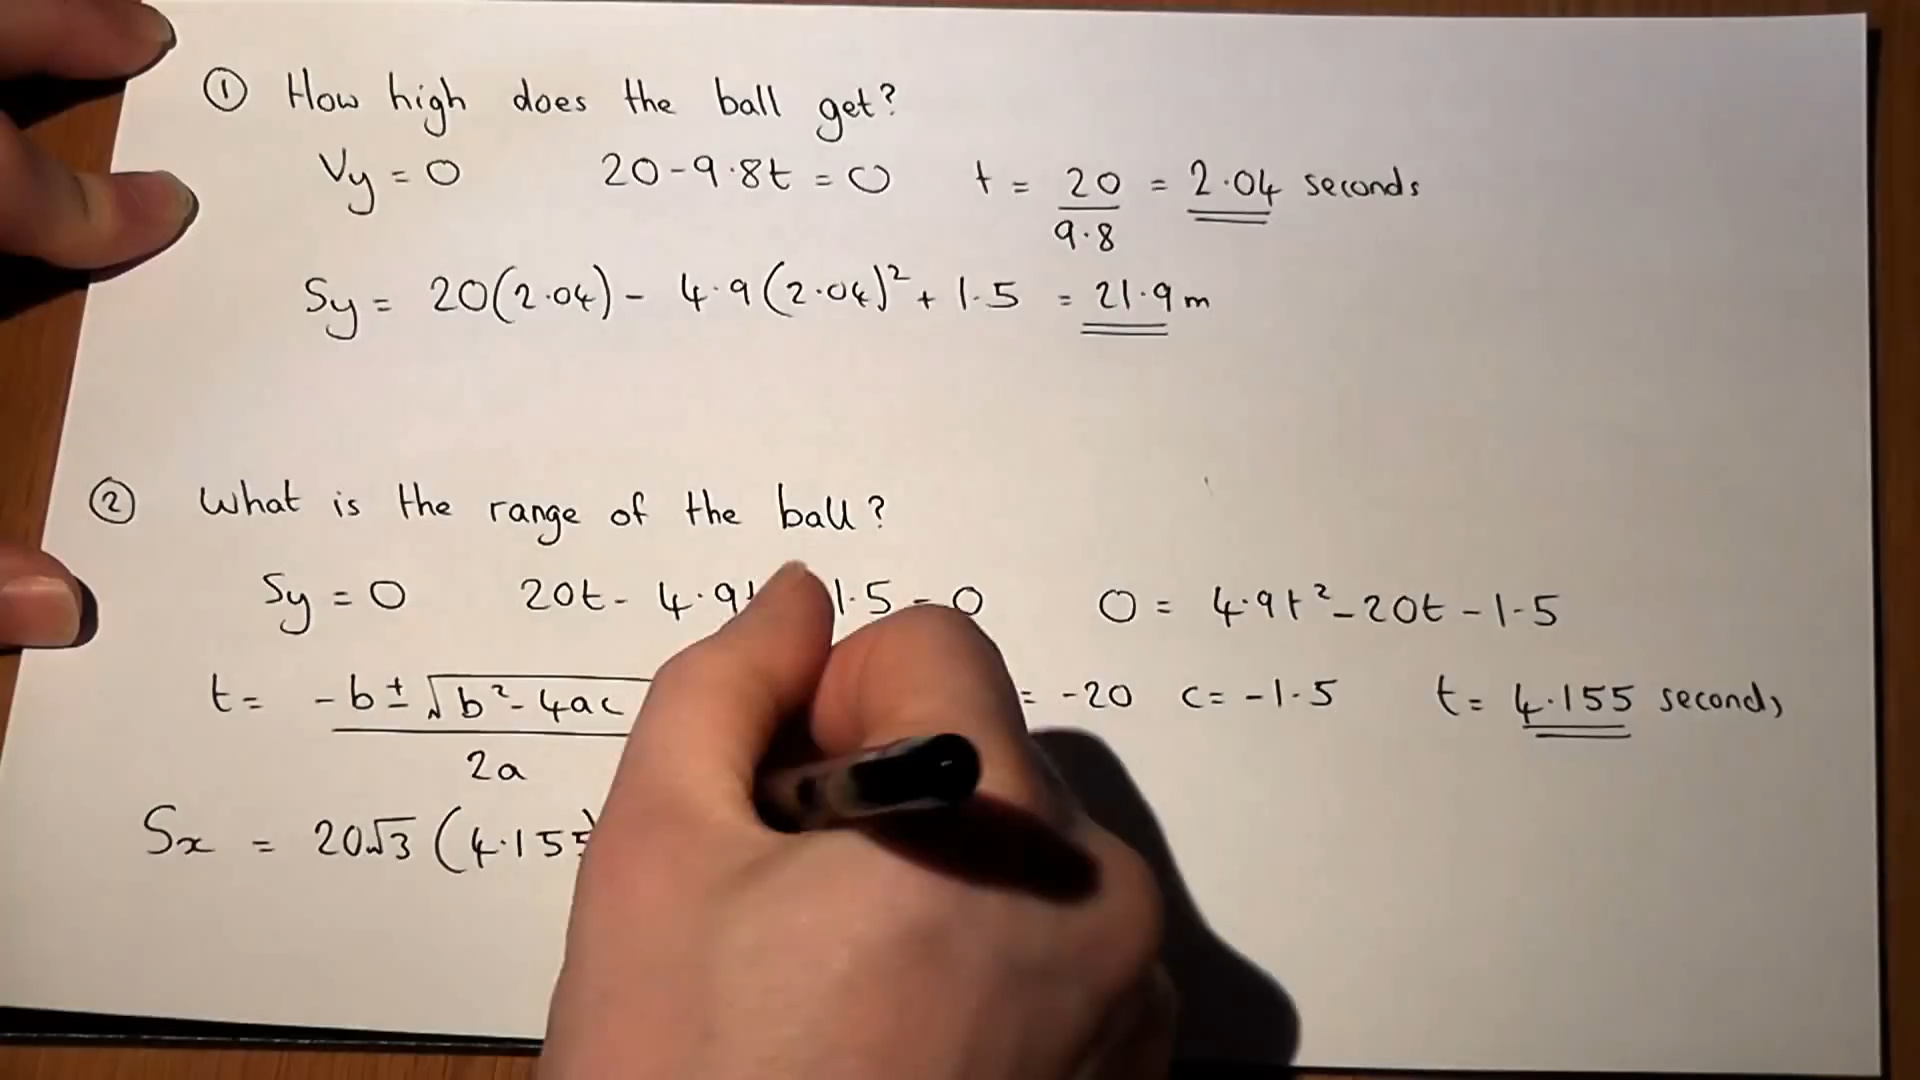 ① How high does the ball get?
Vy = 0 20-9.8t = 0 t = 20/9.8 = 2.04 seconds
Sy = 20(2.04) - 4.9(2.04)² + 1.5 = 21.9m
② What is the range of the ball?
Sy = 0 20t - 4.9t 1.5 = 0 0 = 4.9t² - 20t - 1.5
t = -b ± √b² - 4ac / 2a = -20 c = -1.5 t = 4.155 seconds
Sx = 20√3 (4.155)